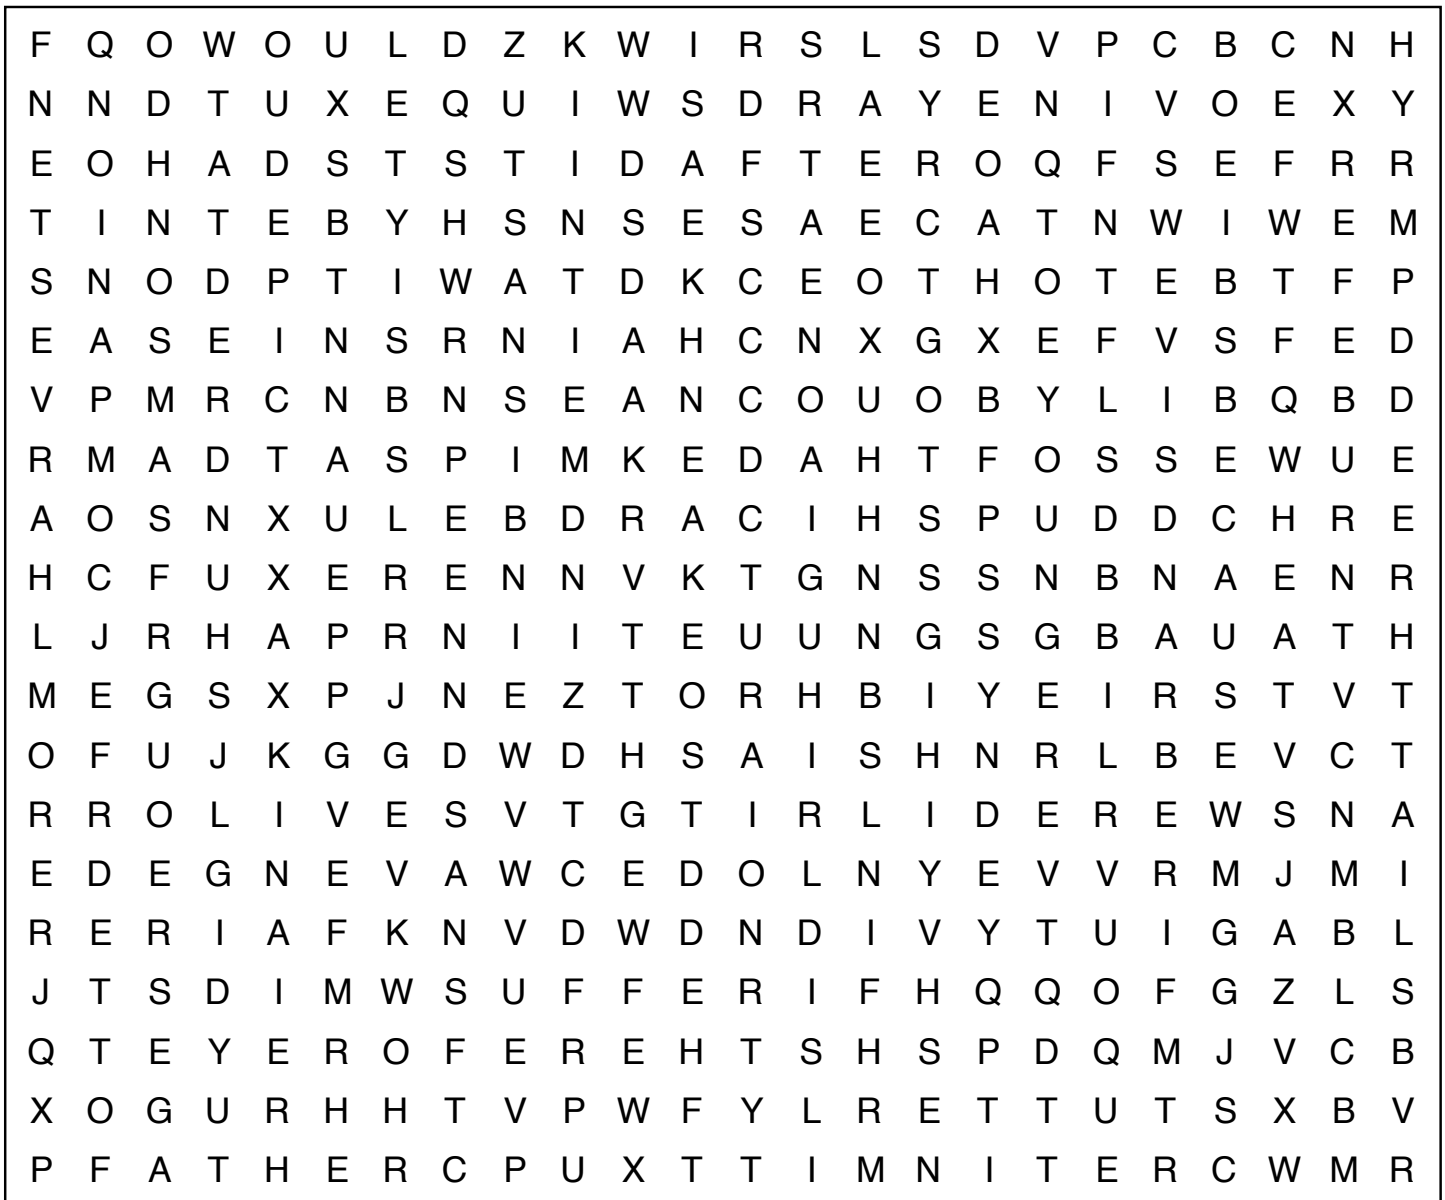 F Q O W O U L D Z K W I R S L S D V P C B C N H
N N D T U X E Q U I W S D R A Y E N I V O E X Y
E O H A D S T S T I D A F T E R O Q F S E F R R
T I N T E B Y H S N S E S A E C A T N W I W E M
S N O D P T I W A T D K C E O T H O T E B T F P
E A S E I N S R N I A H C N X G X E F V S F E D
V P M R C N B N S E A N C O U O B Y L I B Q B D
R M A D T A S P I M K E D A H T F O S S E W U E
A O S N X U L E B D R A C I H S P U D D C H R E
H C F U X E R E N N V K T G N S S N B N A E N R
L J R H A P R N I I T E U U N G S G B A U A T H
M E G S X P J N E Z T O R H B I Y E I R S T V T
O F U J K G G D W D H S A I S H N R L B E V C T
R R O L I V E S V T G T I R L I D E R E W S N A
E D E G N E V A W C E D O L N Y E V V R M J M I
R E R I A F K N V D W D N D I V Y T U I G A B L
J T S D I M W S U F F E R I F H Q Q O F G Z L S
Q T E Y E R O F E R E H T S H S P D Q M J V C B
X O G U R H H T V P W F Y L R E T T U T S X B V
P F A T H E R C P U X T T I M N I T E R C W M R